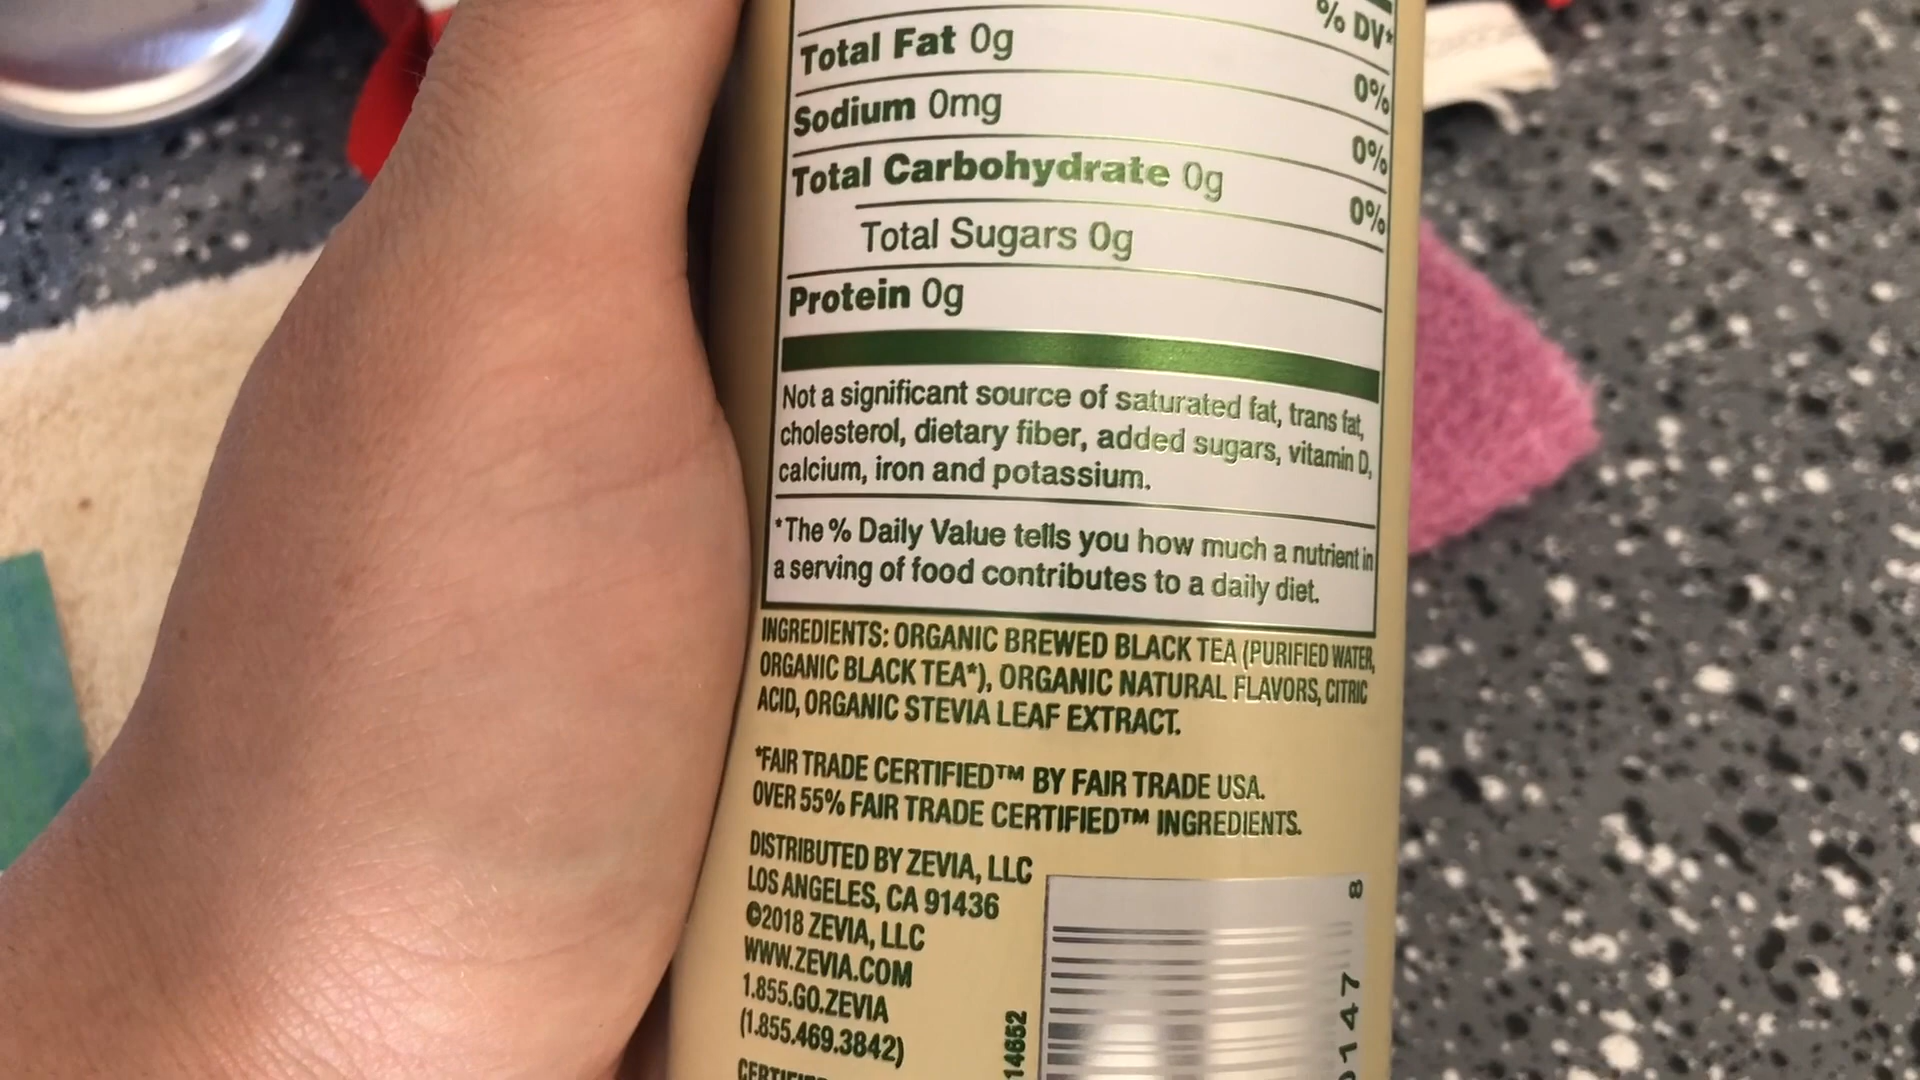 % DV*
Total Fat 0g 0%
Sodium 0mg 0%
Total Carbohydrate 0g 0%
Total Sugars 0g
Protein 0g
Not a significant source of saturated fat, trans fat,
cholesterol, dietary fiber, added sugars, vitamin D,
calcium, iron and potassium.
*The % Daily Value tells you how much a nutrient in
a serving of food contributes to a daily diet.
INGREDIENTS: ORGANIC BREWED BLACK TEA (PURIFIED WATER,
ORGANIC BLACK TEA*), ORGANIC NATURAL FLAVORS, CITRIC
ACID, ORGANIC STEVIA LEAF EXTRACT.
*FAIR TRADE CERTIFIED™ BY FAIR TRADE USA.
OVER 55% FAIR TRADE CERTIFIED™ INGREDIENTS.
DISTRIBUTED BY ZEVIA, LLC
LOS ANGELES, CA 91436
©2018 ZEVIA, LLC
WWW.ZEVIA.COM
1.855.GO.ZEVIA
(1.855.469.3842)
14652
0147
8